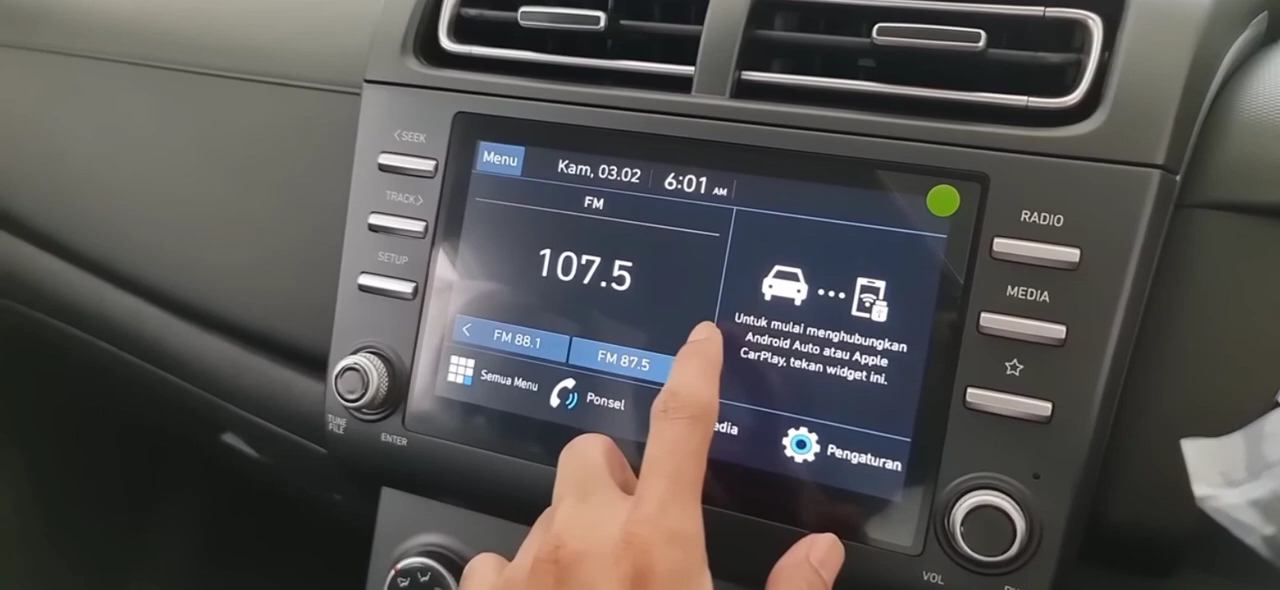 < SEEK
TRACK >
SETUP
TUNE
FILE
ENTER
Menu
Kam, 03.02
6:01 AM
FM
107.5
FM 88.1
FM 87.5
Untuk mulai menghubungkan
Android Auto atau Apple
CarPlay, tekan widget ini.
Semua Menu
Ponsel
edia
Pengaturan
RADIO
MEDIA
VOL